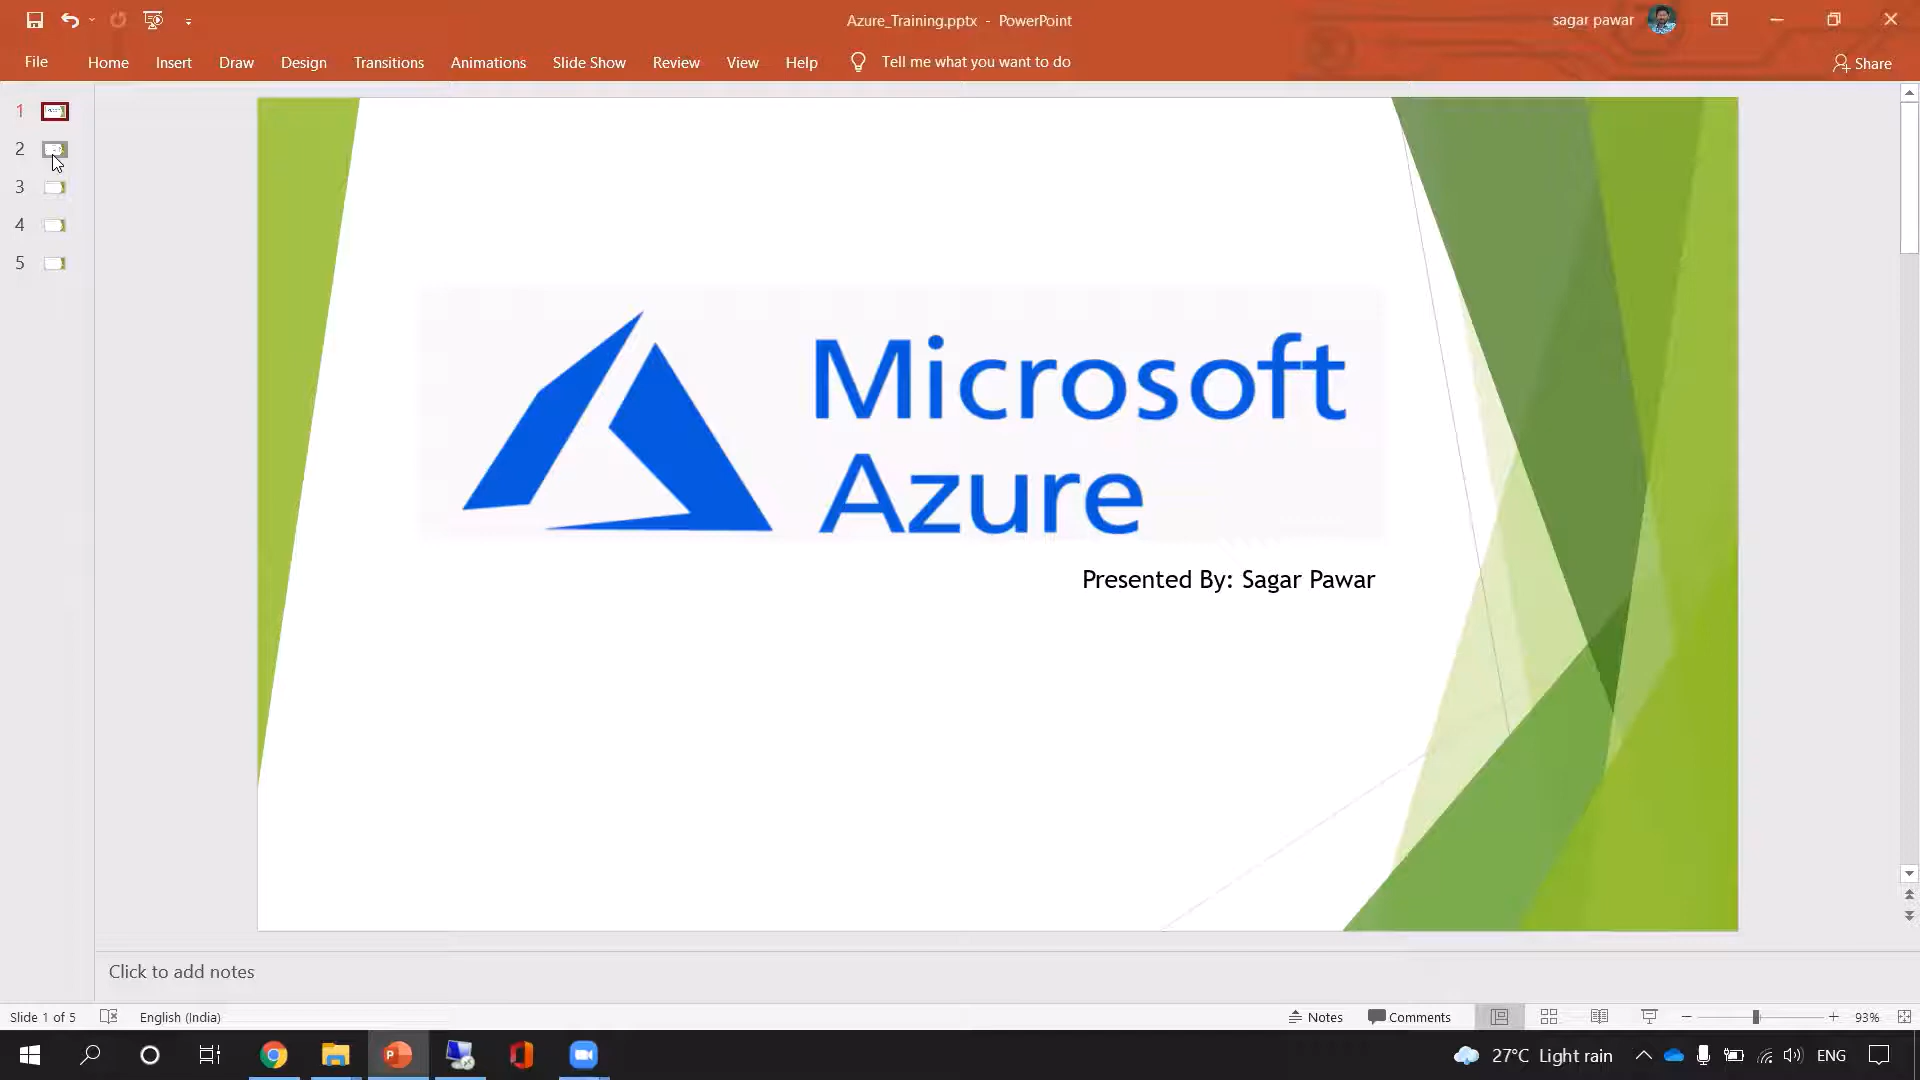 Azure_Training.pptx - PowerPoint
sagar pawar
File Home Insert Draw Design Transitions Animations Slide Show Review View Help Tell me what you want to do Share
1
2
3
4
5
Microsoft
Azure
Presented By: Sagar Pawar
Click to add notes
Slide 1 of 5 English (India) Notes Comments 93%
27°C Light rain ENG